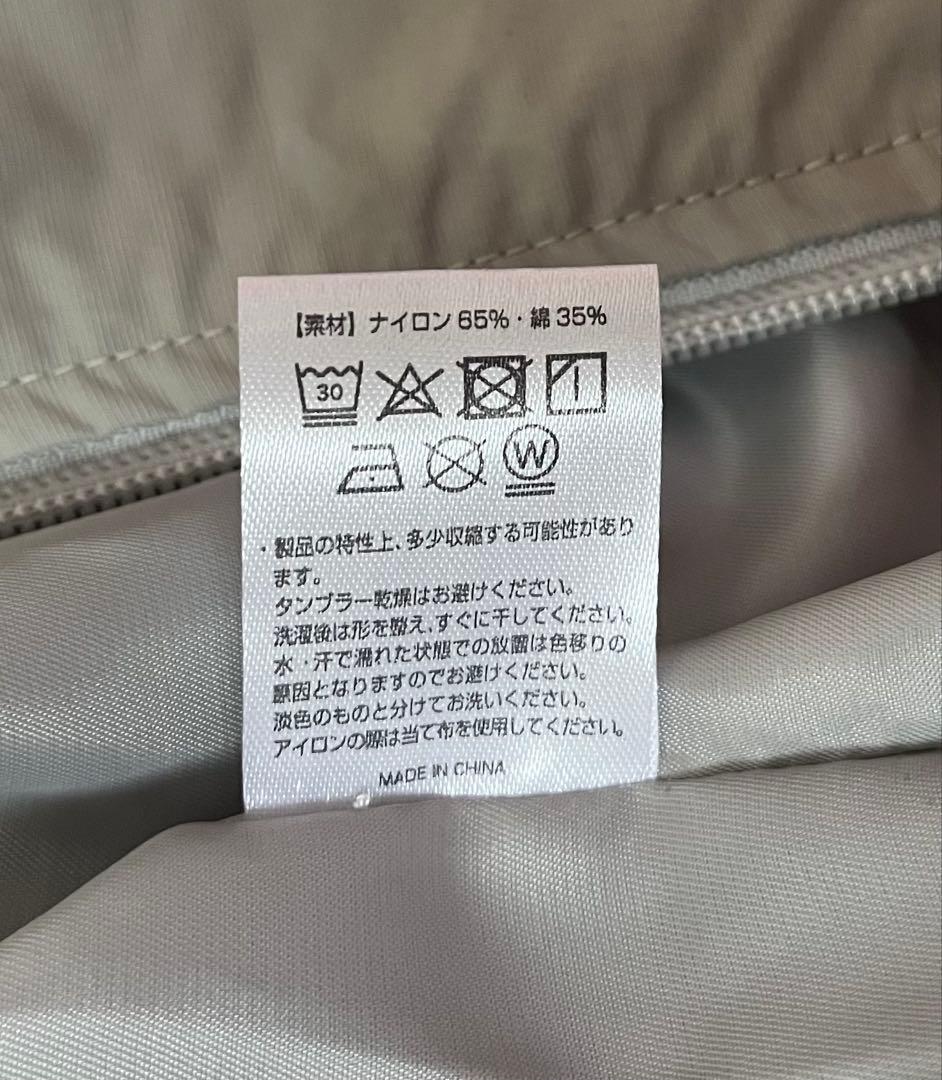 【素材】ナイロン 65%・綿 35%
30
W
・製品の特性上、多少収縮する可能性があり
ます。
タンブラー乾燥はお避けください。
洗濯後は形を整え、すぐに干してください。
水・汗で濡れた状態での放置は色移りの
原因となりますのでお避けください。
淡色のものと分けてお洗いください。
アイロンの際は当て布を使用してください。
MADE IN CHINA